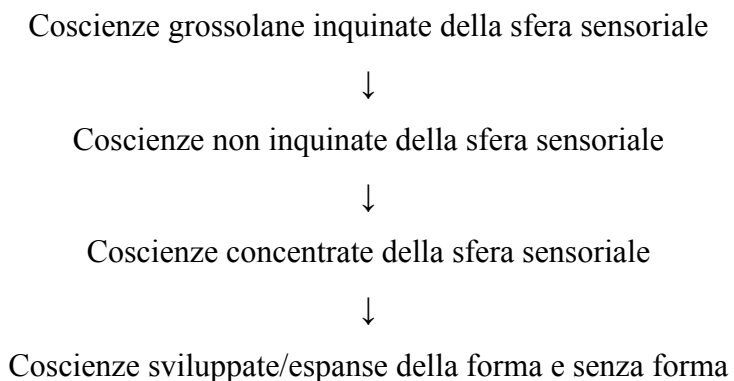 Coscienze grossolane inquinate della sfera sensoriale
↓
Coscienze non inquinate della sfera sensoriale
↓
Coscienze concentrate della sfera sensoriale
↓
Coscienze sviluppate/espanse della forma e senza forma